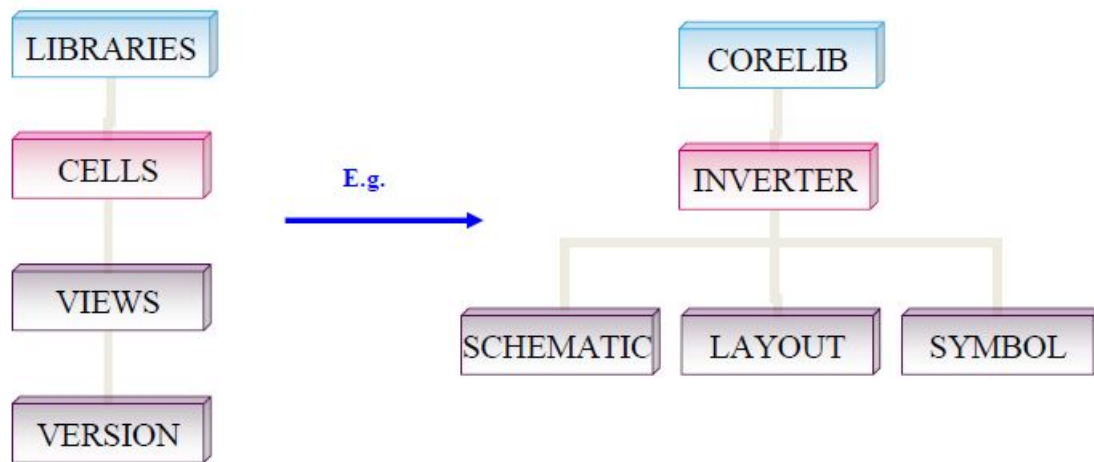 LIBRARIES
CELLS
VIEWS
VERSION
E.g.
CORELIB
INVERTER
SCHEMATIC
LAYOUT
SYMBOL